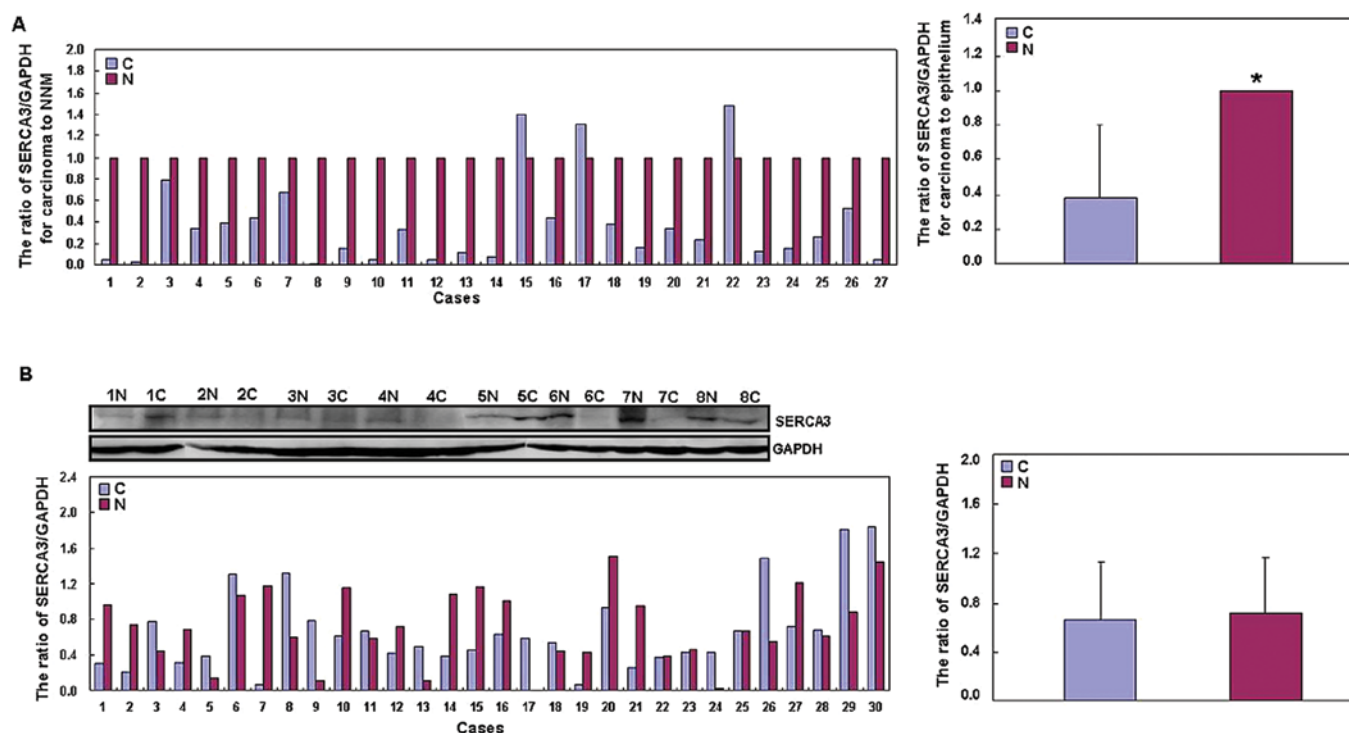 A
The ratio of SERCA3/GAPDH
for carcinoma to NNM
2.0
1.8
1.6
1.4
1.2
1.0
0.8
0.6
0.4
0.2
0.0
C
N
1 2 3 4 5 6 7 8 9 10 11 12 13 14 15 16 17 18 19 20 21 22 23 24 25 26 27
Cases
The ratio of SERCA3/GAPDH
for carcinoma to epithelium
1.4
1.2
1.0
0.8
0.6
0.4
0.2
0.0
C
N
*
B
1N 1C 2N 2C 3N 3C 4N 4C 5N 5C 6N 6C 7N 7C 8N 8C
SERCA3
GAPDH
The ratio of SERCA3/GAPDH
2.4
2.0
1.6
1.2
0.8
0.4
0.0
C
N
1 2 3 4 5 6 7 8 9 10 11 12 13 14 15 16 17 18 19 20 21 22 23 24 25 26 27 28 29 30
Cases
The ratio of SERCA3/GAPDH
2.0
1.6
1.2
0.8
0.4
0.0
C
N